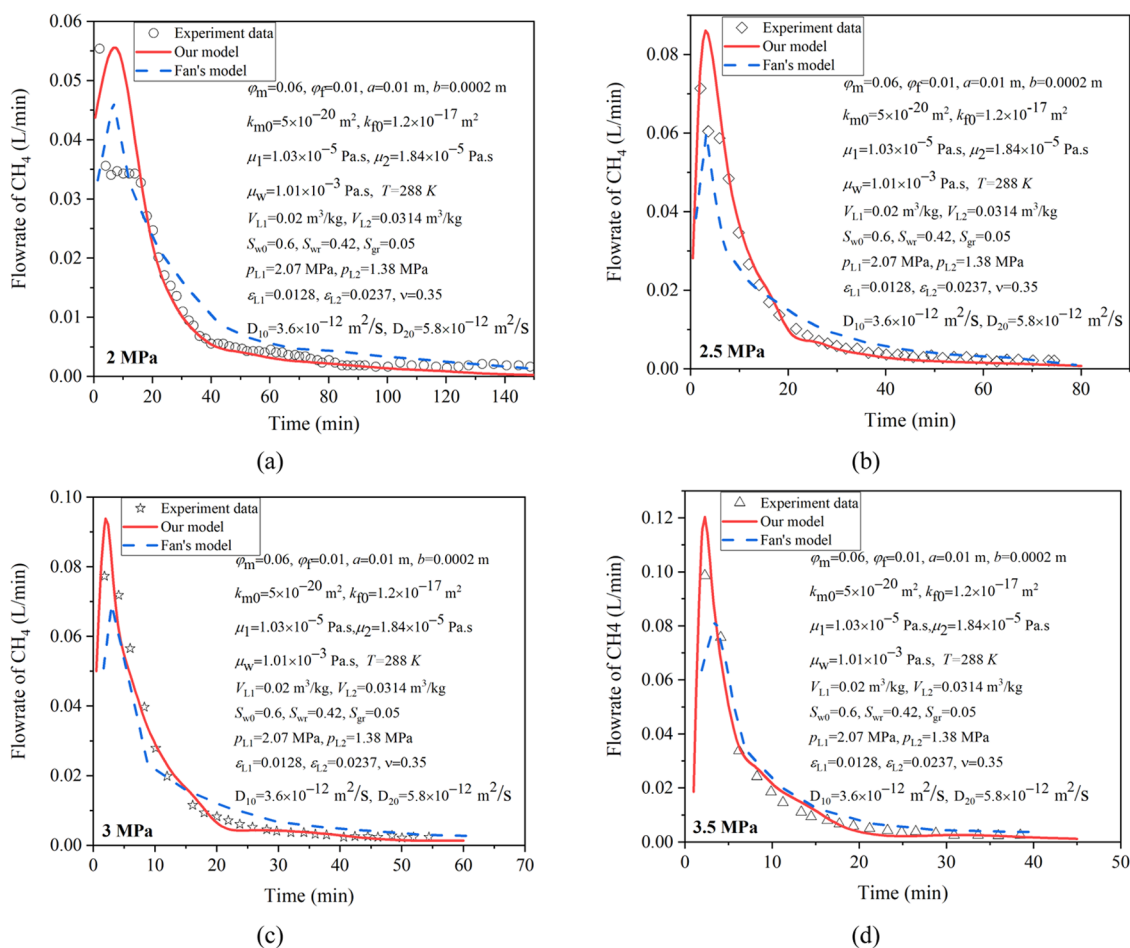 0.06
0.05
0.04
0.03
0.02
0.01
0.00
Flowrate of CH₄ (L/min)
Experiment data
Our model
Fan's model
φm=0.06, φf=0.01, a=0.01 m, b=0.0002 m
km0=5×10⁻²⁰ m², kf0=1.2×10⁻¹⁷ m²
μ1=1.03×10⁻⁵ Pa.s, μ2=1.84×10⁻⁵ Pa.s
μw=1.01×10⁻³ Pa.s, T=288 K
VL1=0.02 m³/kg, VL2=0.0314 m³/kg
Sw0=0.6, Swr=0.42, Sgr=0.05
pL1=2.07 MPa, pL2=1.38 MPa
εL1=0.0128, εL2=0.0237, ν=0.35
D10=3.6×10⁻¹² m²/S, D20=5.8×10⁻¹² m²/S
2 MPa
0 20 40 60 80 100 120 140
Time (min)
(a)
0.08
0.06
0.04
0.02
0.00
Flowrate of CH₄ (L/min)
Experiment data
Our model
Fan's model
φm=0.06, φf=0.01, a=0.01 m, b=0.0002 m
km0=5×10⁻²⁰ m², kf0=1.2×10⁻¹⁷ m²
μ1=1.03×10⁻⁵ Pa.s, μ2=1.84×10⁻⁵ Pa.s
μw=1.01×10⁻³ Pa.s, T=288 K
VL1=0.02 m³/kg, VL2=0.0314 m³/kg
Sw0=0.6, Swr=0.42, Sgr=0.05
pL1=2.07 MPa, pL2=1.38 MPa
εL1=0.0128, εL2=0.0237, ν=0.35
D10=3.6×10⁻¹² m²/S, D20=5.8×10⁻¹² m²/S
2.5 MPa
0 20 40 60 80
Time (min)
(b)
0.10
0.08
0.06
0.04
0.02
0.00
Flowrate of CH₄ (L/min)
Experiment data
Our model
Fan's model
φm=0.06, φf=0.01, a=0.01 m, b=0.0002 m
km0=5×10⁻²⁰ m², kf0=1.2×10⁻¹⁷ m²
μ1=1.03×10⁻⁵ Pa.s,μ2=1.84×10⁻⁵ Pa.s
μw=1.01×10⁻³ Pa.s, T=288 K
VL1=0.02 m³/kg, VL2=0.0314 m³/kg
Sw0=0.6, Swr=0.42, Sgr=0.05
pL1=2.07 MPa, pL2=1.38 MPa
εL1=0.0128, εL2=0.0237, ν=0.35
D10=3.6×10⁻¹² m²/S, D20=5.8×10⁻¹² m²/S
3 MPa
0 10 20 30 40 50 60 70
Time (min)
(c)
0.12
0.10
0.08
0.06
0.04
0.02
0.00
Flowrate of CH4 (L/min)
Experiment data
Our model
Fan's model
φm=0.06, φf=0.01, a=0.01 m, b=0.0002 m
km0=5×10⁻²⁰ m², kf0=1.2×10⁻¹⁷ m²
μ1=1.03×10⁻⁵ Pa.s, μ2=1.84×10⁻⁵ Pa.s
μw=1.01×10⁻³ Pa.s, T=288 K
VL1=0.02 m³/kg, VL2=0.0314 m³/kg
Sw0=0.6, Swr=0.42, Sgr=0.05
pL1=2.07 MPa, pL2=1.38 MPa
εL1=0.0128, εL2=0.0237, ν=0.35
D10=3.6×10⁻¹² m²/S, D20=5.8×10⁻¹² m²/S
3.5 MPa
0 10 20 30 40 50
Time (min)
(d)